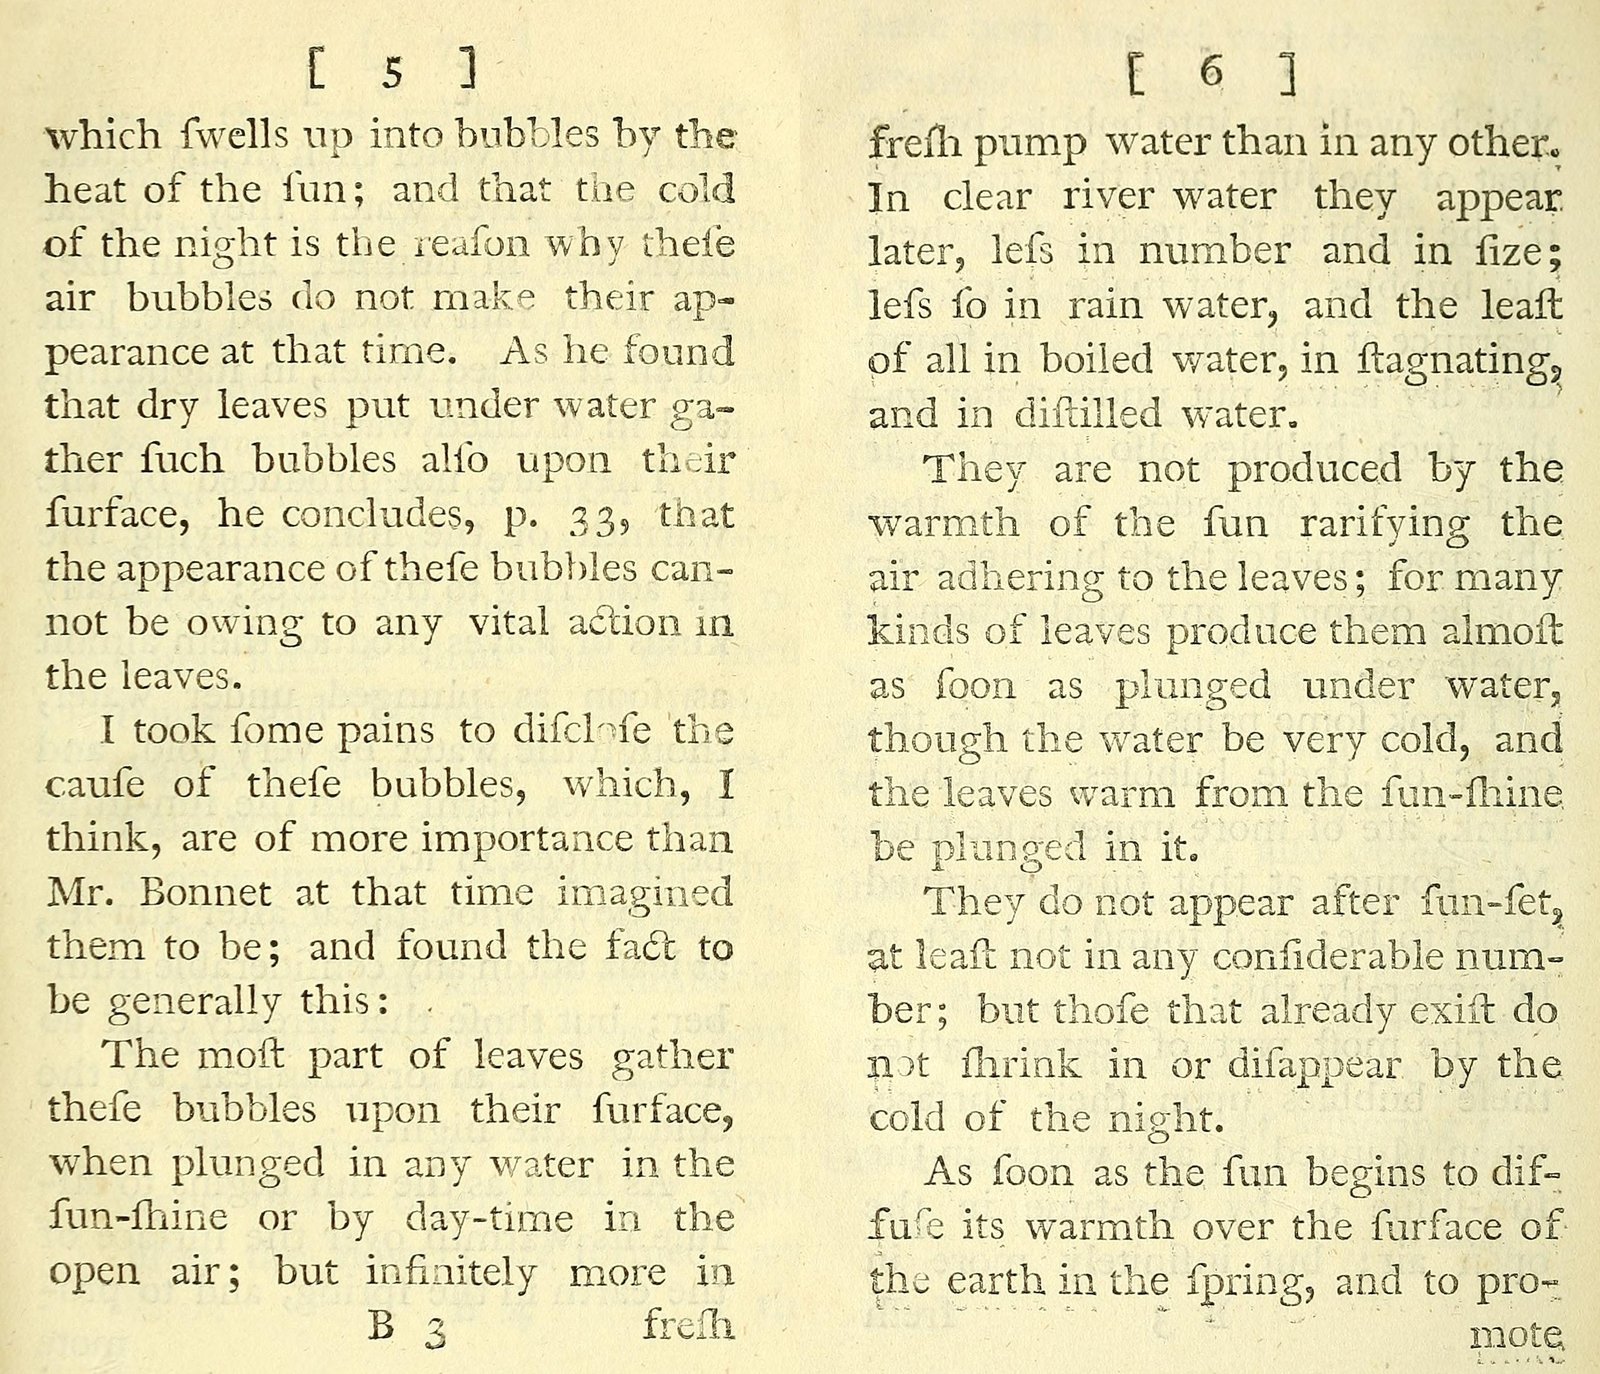 [ 5 ]
which ſwells up into bubbles by the
heat of the ſun; and that the cold
of the night is the reaſon why theſe
air bubbles do not make their ap-
pearance at that time. As he found
that dry leaves put under water ga-
ther ſuch bubbles alſo upon their
ſurface, he concludes, p. 33, that
the appearance of theſe bubbles can-
not be owing to any vital action in
the leaves.
I took ſome pains to diſcloſe the
cauſe of theſe bubbles, which, I
think, are of more importance than
Mr. Bonnet at that time imagined
them to be; and found the fact to
be generally this:
The moſt part of leaves gather
theſe bubbles upon their ſurface,
when plunged in any water in the
ſun-ſhine or by day-time in the
open air; but infinitely more in
B 3 freſh
[ 6 ]
freſh pump water than in any other.
In clear river water they appear
later, leſs in number and in ſize;
leſs ſo in rain water, and the leaſt
of all in boiled water, in ſtagnating,
and in diſtilled water.
They are not produced by the
warmth of the ſun rarifying the
air adhering to the leaves; for many
kinds of leaves produce them almoſt
as ſoon as plunged under water,
though the water be very cold, and
the leaves warm from the ſun-ſhine
be plunged in it.
They do not appear after ſun-ſet,
at leaſt not in any conſiderable num-
ber; but thoſe that already exiſt do
not ſhrink in or diſappear by the
cold of the night.
As ſoon as the ſun begins to dif-
fuſe its warmth over the ſurface of
the earth in the ſpring, and to pro-
mote